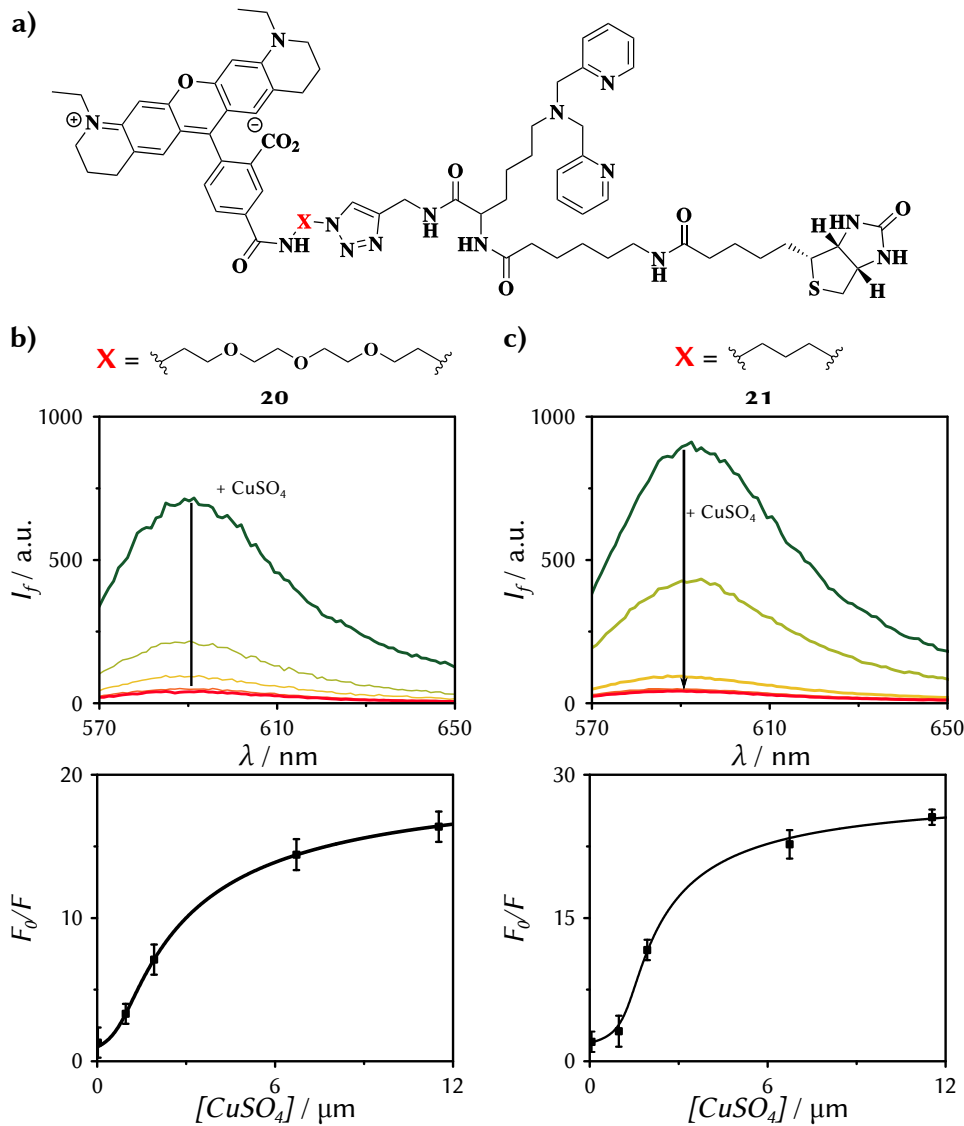 a)
N
O
N
⊕
⊖
CO2
O
NH
X
N
N
N
N
H
O
NH
O
N
N
N
N
H
O
S
H
H
HN
NH
O
b)
X = O O O
20
c)
X =
21
1000
500
0
If / a.u.
+ CuSO4
570
610
650
λ / nm
1000
500
0
If / a.u.
+ CuSO4
570
610
650
λ / nm
20
10
0
F0/F
0
6
12
[CuSO4] / μm
30
15
0
F0/F
0
6
12
[CuSO4] / μm